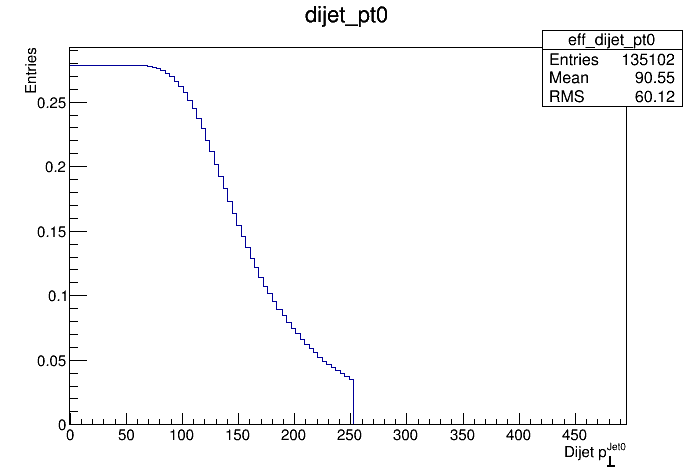 dijet_pt0
eff_dijet_pt0
Entries 135102
Mean 90.55
RMS 60.12
Entries
0.25
0.2
0.15
0.1
0.05
0
0 50 100 150 200 250 300 350 400 450
Dijet p⊥^Jet0